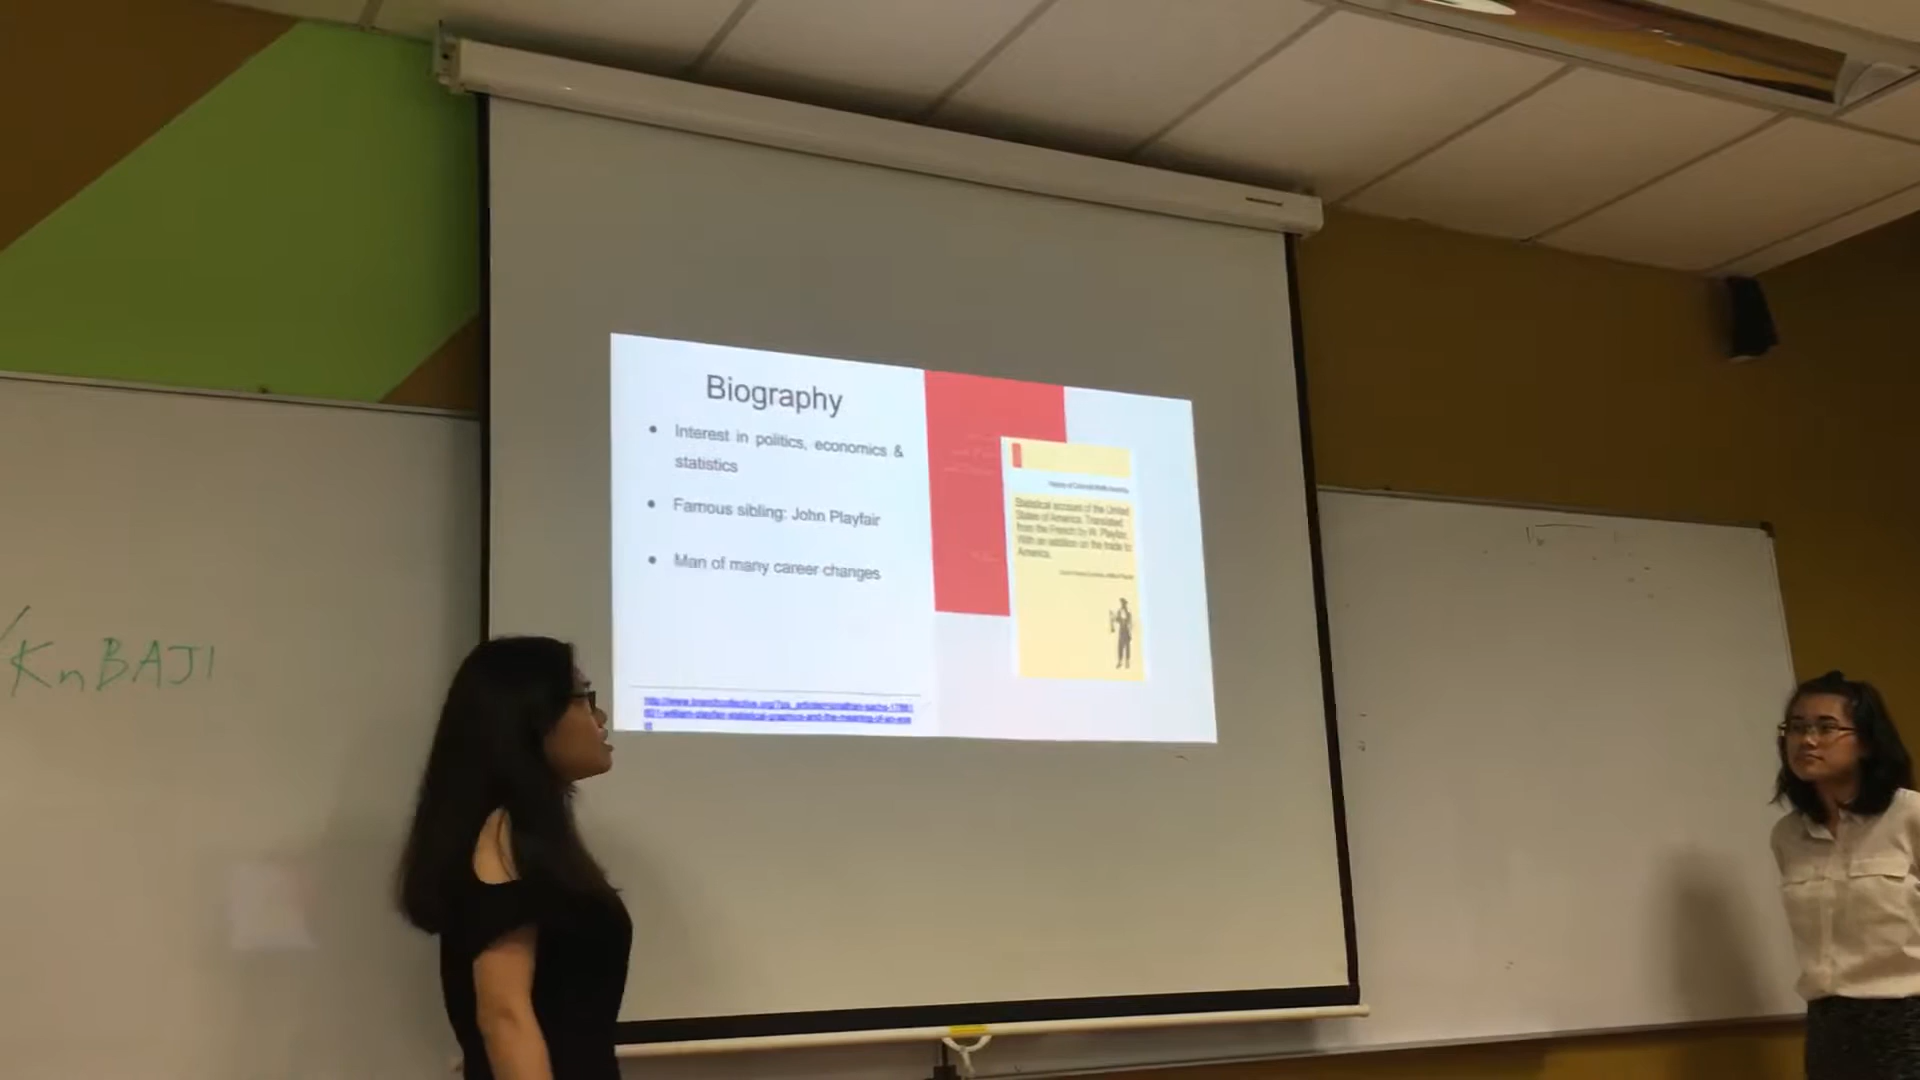 Biography
Interest in politics, economics &
statistics
Famous sibling: John Playfair
Man of many career changes
Statistical account of the United
States of America. Translated
from the French by W. Playfair.
With an addition on the trade to
America.
KnBAJI